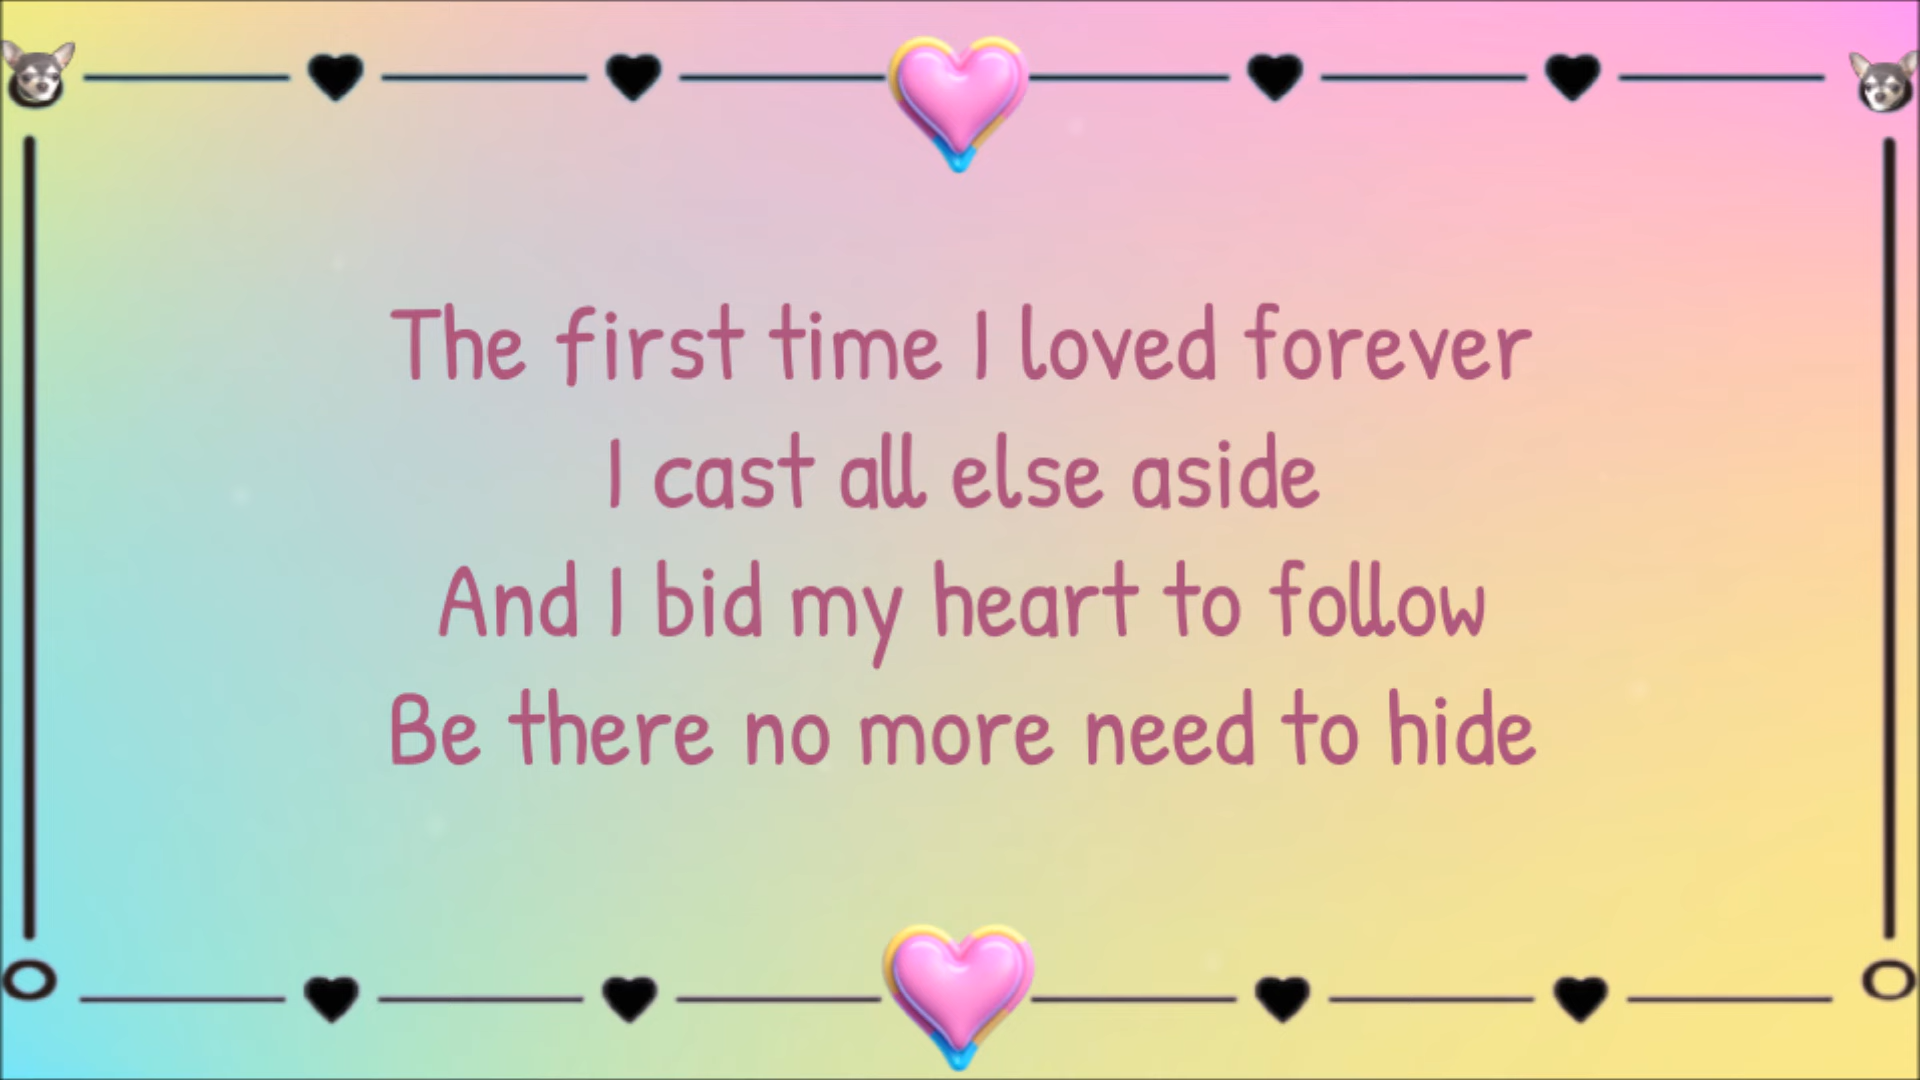 The first time I loved forever
I cast all else aside
And I bid my heart to follow
Be there no more need to hide